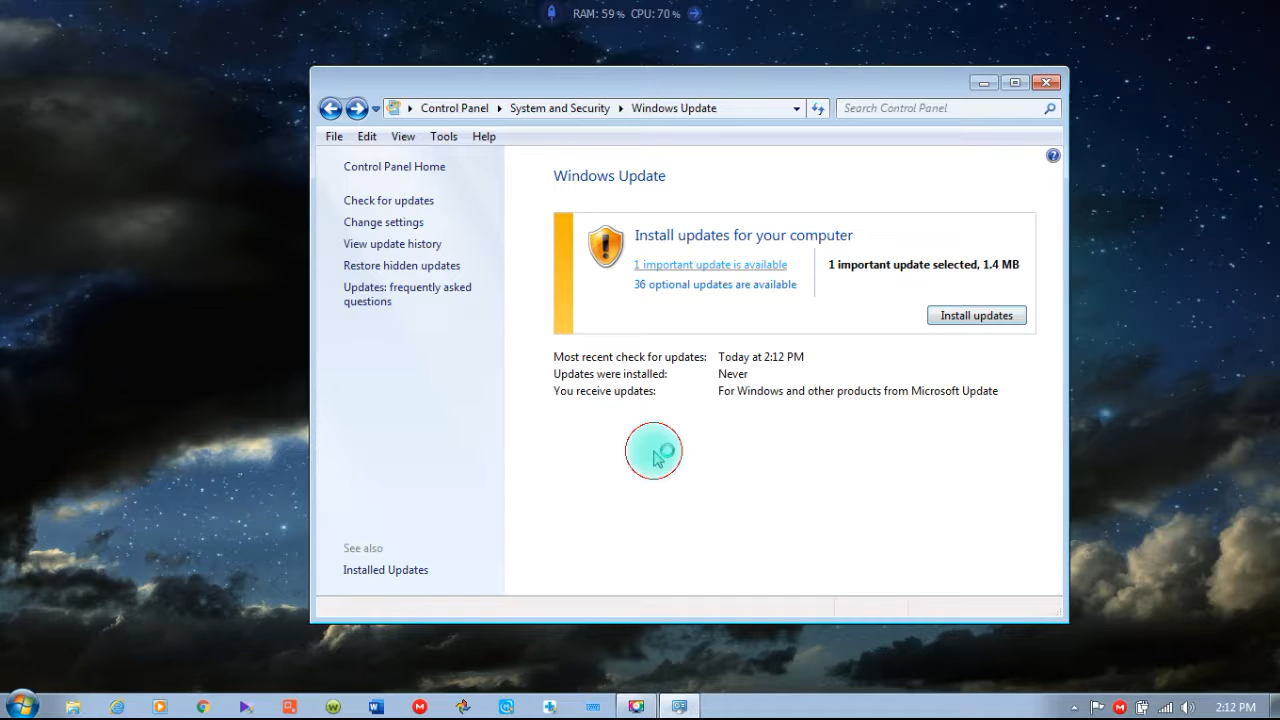 RAM: 59% CPU: 70%
Control Panel System and Security Windows Update
Search Control Panel
File Edit View Tools Help
Control Panel Home
Check for updates
Change settings
View update history
Restore hidden updates
Updates: frequently asked
questions
See also
Installed Updates
Windows Update
Install updates for your computer
1 important update is available
36 optional updates are available
1 important update selected, 1.4 MB
Install updates
Most recent check for updates: Today at 2:12 PM
Updates were installed: Never
You receive updates: For Windows and other products from Microsoft Update
2:12 PM